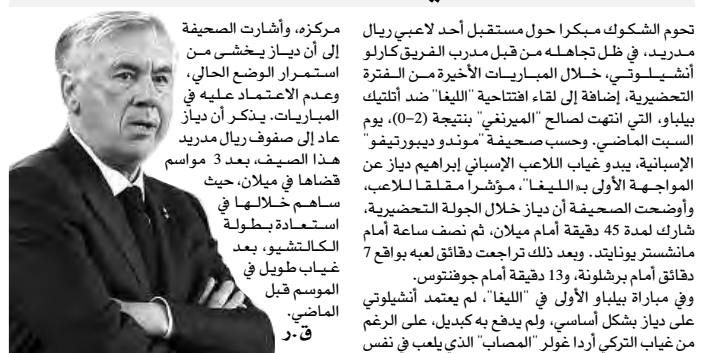 تحوم الشكوك مبكرا حول مستقبل أحد لاعبي ريال
مدريد، في ظل تجاهله من قبل مدرب الفريق كارلو
أنشيلوتي، خلال المباريات الأخيرة من الفترة
التحضيرية، إضافة إلى لقاء افتتاحية "الليغا" ضد أتلتيك
بيلباو، التي انتهت لصالح "الميرنغي" بنتيجة (2-0)، يوم
السبت الماضي. وحسب صحيفة "موندو ديبورتيفو"
الإسبانية، يبدو غياب اللاعب الإسباني إبراهيم دياز عن
المواجهة الأولى بـ«الليغا"، مؤشرا مقلقا للاعب،
وأوضحت الصحيفة أن دياز خلال الجولة التحضيرية،
شارك لمدة 45 دقيقة أمام ميلان، ثم نصف ساعة أمام
مانشستر يونايتد. وبعد ذلك تراجعت دقائق لعبه بواقع 7
دقائق أمام برشلونة، و13 دقيقة أمام جوفنتوس.
وفي مباراة بيلباو الأولى في "الليغا"، لم يعتمد أنشيلوتي
على دياز بشكل أساسي، ولم يدفع به كبديل، على الرغم
من غياب التركي أردا غولر "المصاب" الذي يلعب في نفس
مركزه، وأشارت الصحيفة
إلى أن دياز يخشى من
استمرار الوضع الحالي،
وعدم الاعتماد عليه في
المباريات. يذكر أن دياز
عاد إلى صفوف ريال مدريد
هذا الصيف، بعد 3 مواسم
قضاها في ميلان، حيث
ساهم خلالها في
استعادة بطولة
الكالتشيو، بعد
غياب طويل في
الموسم قبل
الماضي.
ق.ر